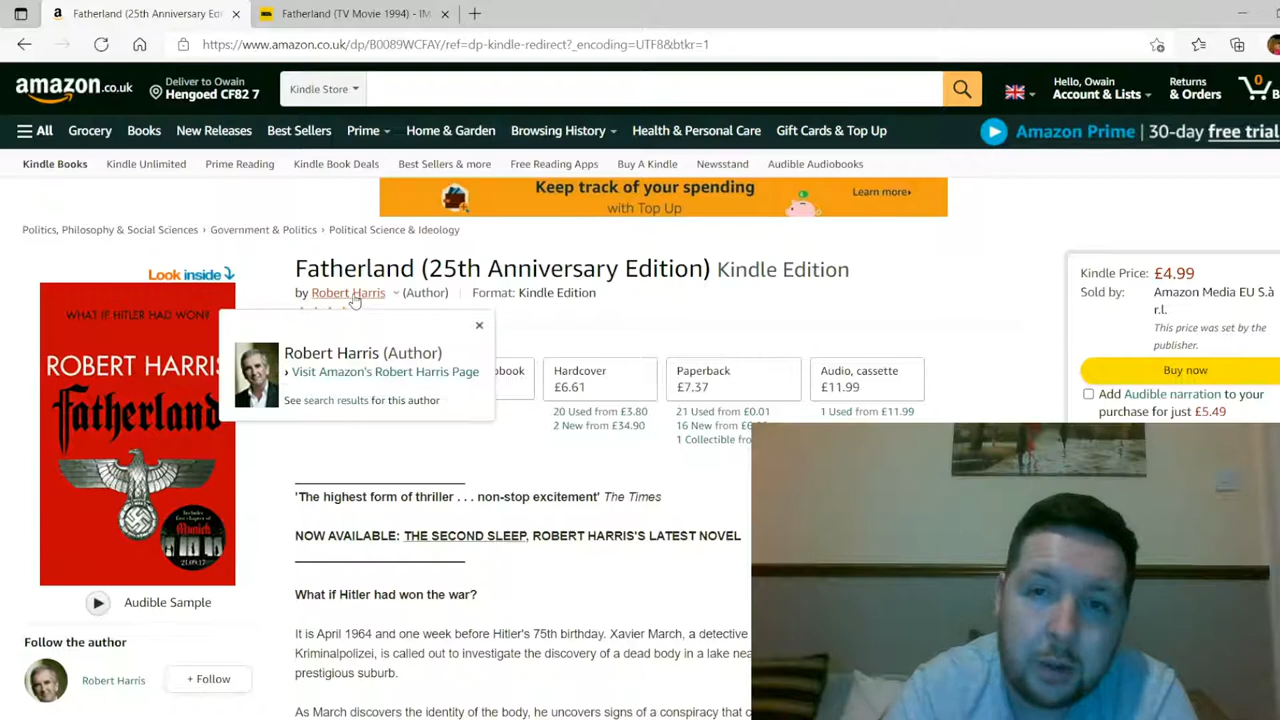 Fatherland (25th Anniversary Edi
Fatherland (TV Movie 1994) - IM
https://www.amazon.co.uk/dp/B0089WCFAY/ref=dp-kindle-redirect?_encoding=UTF8&btkr=1
amazon.co.uk
Deliver to Owain
Hengoed CF82 7
Kindle Store
Hello, Owain
Account & Lists
Returns
& Orders
0
All Grocery Books New Releases Best Sellers Prime Home & Garden Browsing History Health & Personal Care Gift Cards & Top Up
Amazon Prime | 30-day free trial
Kindle Books Kindle Unlimited Prime Reading Kindle Book Deals Best Sellers & more Free Reading Apps Buy A Kindle Newsstand Audible Audiobooks
Keep track of your spending
with Top Up
Learn more
Politics, Philosophy & Social Sciences › Government & Politics › Political Science & Ideology
Look inside
WHAT IF HITLER HAD WON?
ROBERT HARRIS
fatherland
Includes
first chapters of
Munich
21.09.17
Audible Sample
Follow the author
Robert Harris
+ Follow
Fatherland (25th Anniversary Edition) Kindle Edition
by Robert Harris (Author) | Format: Kindle Edition
Robert Harris (Author)
› Visit Amazon's Robert Harris Page
See search results for this author
book
Hardcover
£6.61
20 Used from £3.80
2 New from £34.90
Paperback
£7.37
21 Used from £0.01
16 New from
1 Collectible
Audio, cassette
£11.99
1 Used from £11.99
'The highest form of thriller . . . non-stop excitement' The Times
NOW AVAILABLE: THE SECOND SLEEP, ROBERT HARRIS'S LATEST NOVEL
What if Hitler had won the war?
It is April 1964 and one week before Hitler's 75th birthday. Xavier March, a detective
Kriminalpolizei, is called out to investigate the discovery of a dead body in a lake
prestigious suburb.
As March discovers the identity of the body, he uncovers signs of a conspiracy that
Kindle Price: £4.99
Sold by: Amazon Media EU S.à
r.l.
This price was set by the
publisher.
Buy now
Add Audible narration to your
purchase for just £5.49